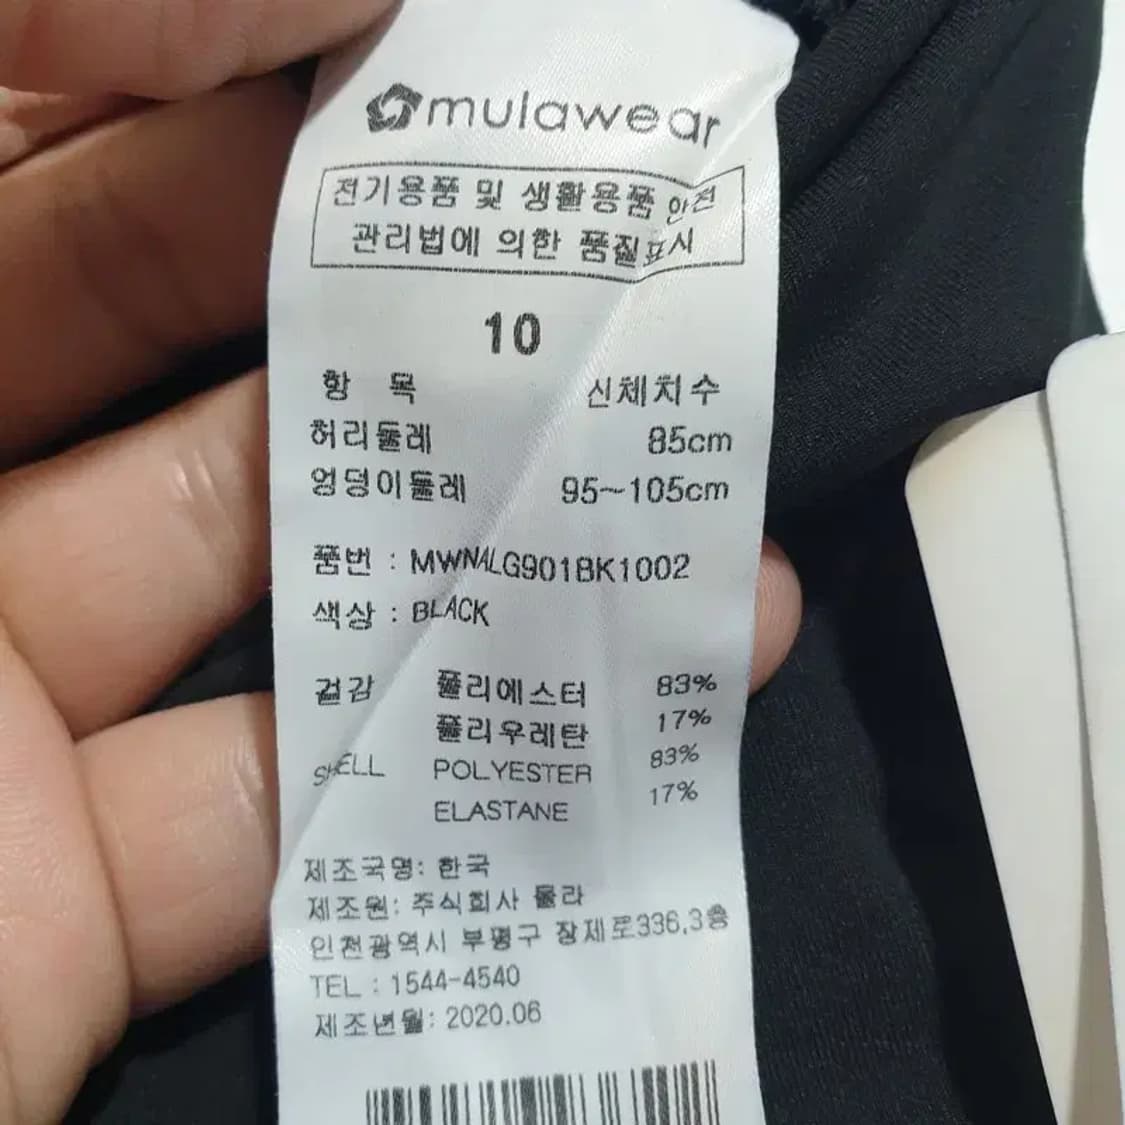 mulawear
전기용품 및 생활용품 안전
관리법에 의한 품질표시
10
항 목 신체치수
허리둘레 85cm
엉덩이둘레 95~105cm
품번 : MWNALG901BK1002
색상 : BLACK
겉감 폴리에스터 83%
폴리우레탄 17%
SHELL POLYESTER 83%
ELASTANE 17%
제조국명: 한국
제조원: 주식회사 물라
인천광역시 부평구 장제로336,3층
TEL : 1544-4540
제조년월: 2020.06